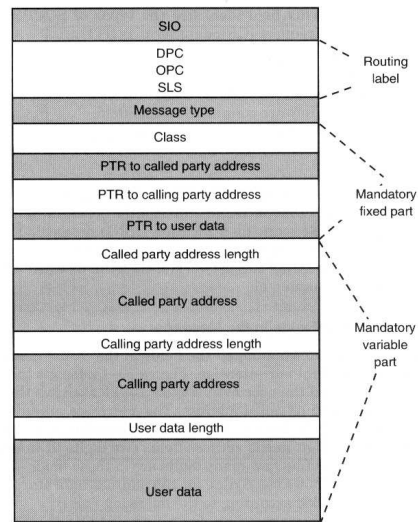 SIO
DPC
OPC
SLS
Routing
label
Message type
Class
PTR to called party address
PTR to calling party address
Mandatory
fixed part
PTR to user data
Called party address length
Called party address
Calling party address length
Mandatory
variable
part
Calling party address
User data length
User data